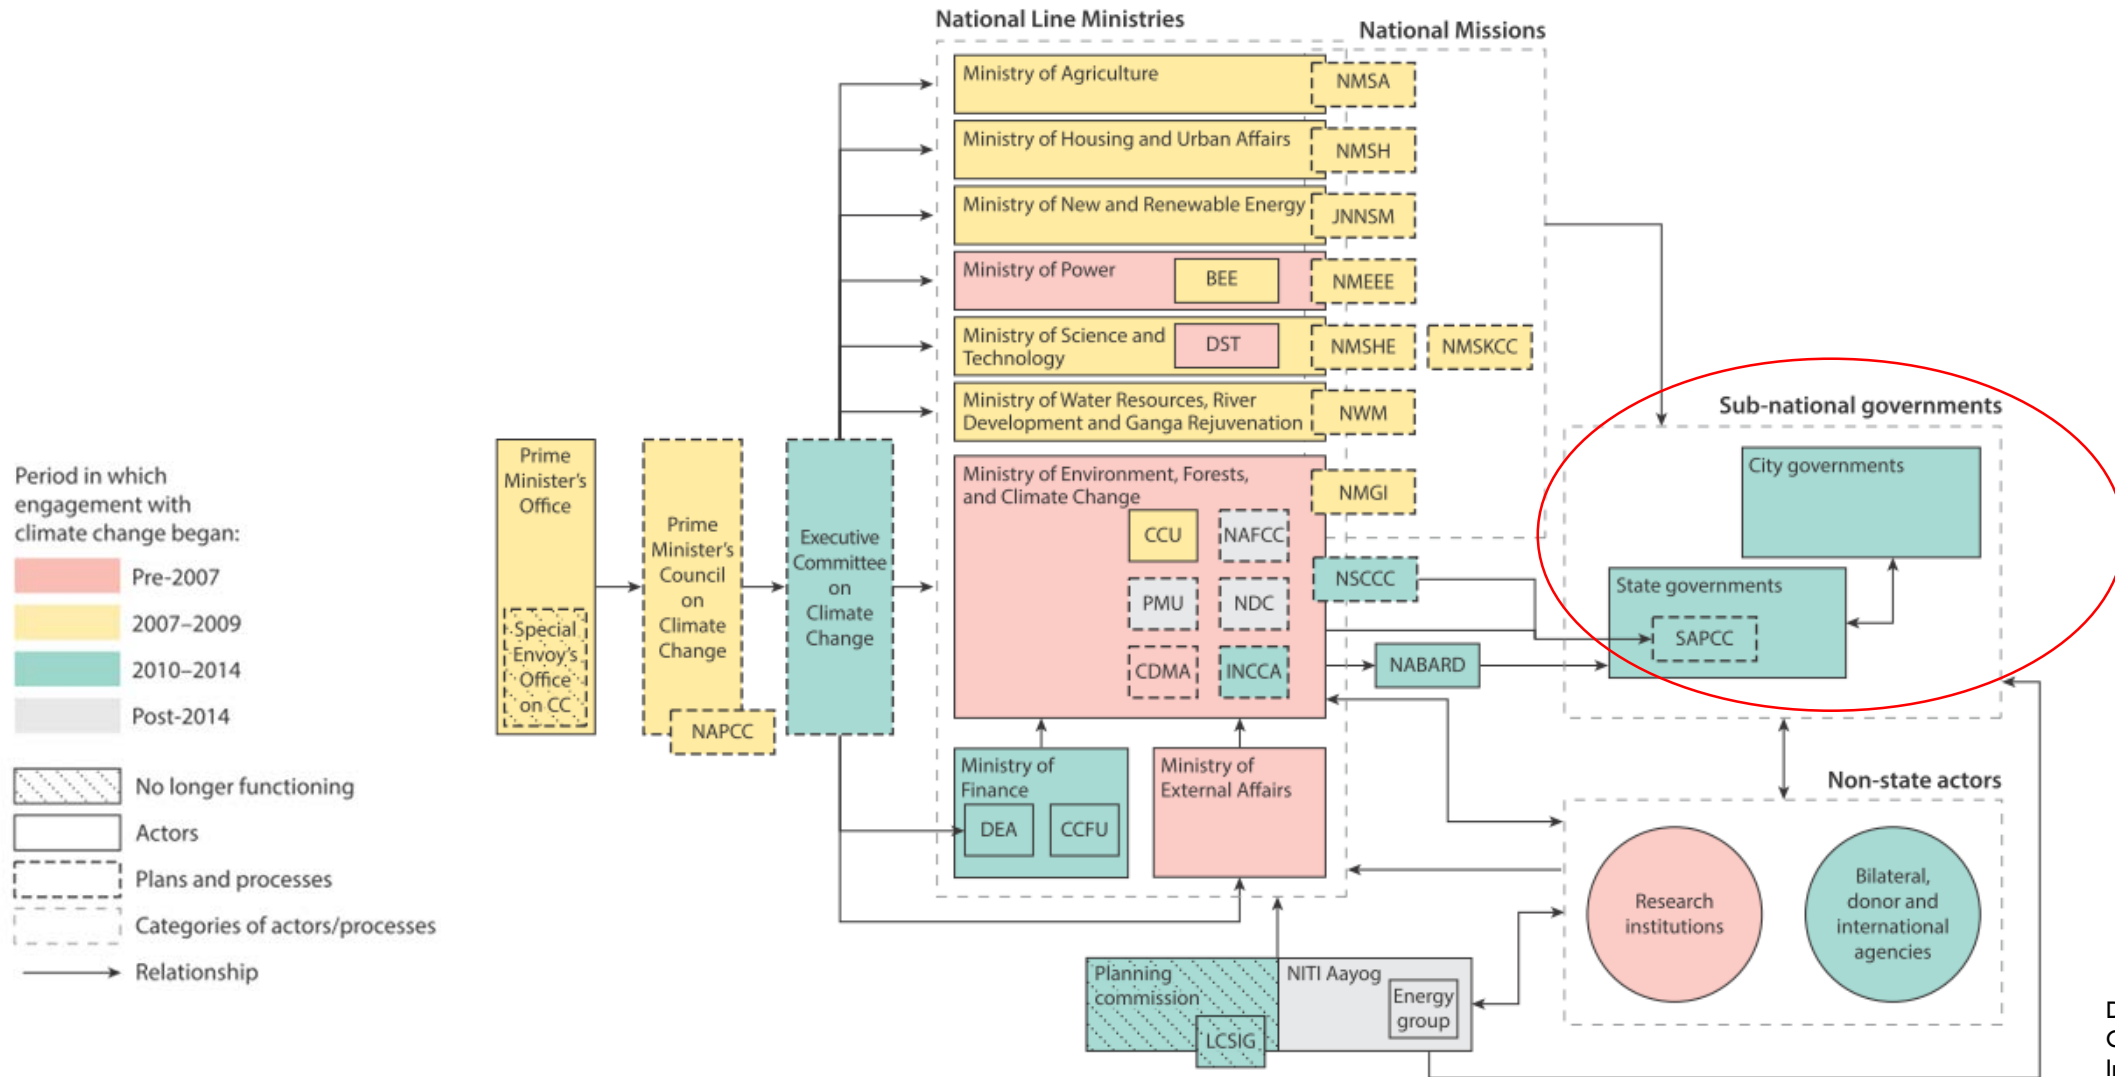 National Line Ministries
National Missions
Ministry of Agriculture
NMSA
Ministry of Housing and Urban Affairs
NMSH
Ministry of New and Renewable Energy
JNNSM
Ministry of Power
BEE
NMEEE
Ministry of Science and
Technology
DST
NMSHE
NMSKCC
Ministry of Water Resources, River
Development and Ganga Rejuvenation
NWM
Ministry of Environment, Forests,
and Climate Change
NMGI
CCU
NAFCC
PMU
NDC
CDMA
INCCA
NSCCC
NABARD
Sub-national governments
City governments
State governments
SAPCC
Period in which
engagement with
climate change began:
Pre-2007
2007–2009
2010–2014
Post-2014
No longer functioning
Actors
Plans and processes
Categories of actors/processes
Relationship
Prime
Minister's
Office
Special
Envoy's
Office
on CC
Prime
Minister's
Council
on
Climate
Change
NAPCC
Executive
Committee
on
Climate
Change
Ministry of
Finance
DEA
CCFU
Ministry of
External Affairs
Non-state actors
Research
institutions
Bilateral,
donor and
international
agencies
Planning
commission
LCSIG
NITI Aayog
Energy
group